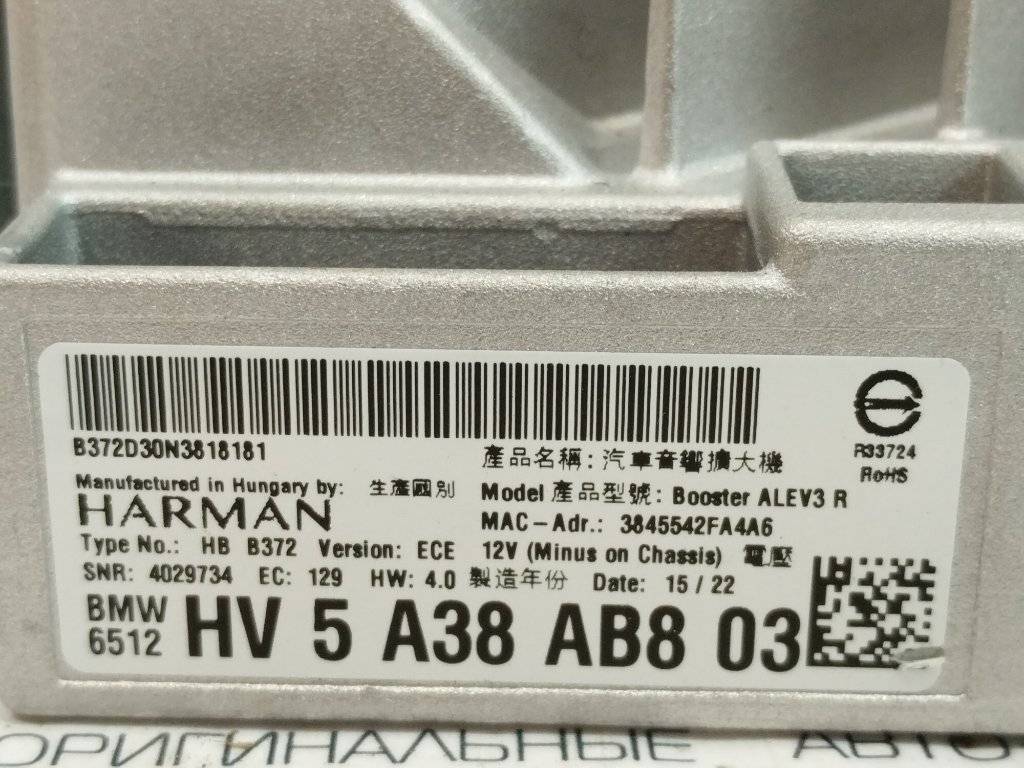 B372D30N3818181
Manufactured in Hungary by: 生產國別
HARMAN
產品名稱: 汽車音響擴大機
Model 產品型號: Booster ALEV3 R
MAC-Adr.: 3845542FA4A6
Type No.: HB B372 Version: ECE 12V (Minus on Chassis) 電壓
SNR: 4029734 EC: 129 HW: 4.0 製造年份 Date: 15/22
BMW
6512
HV 5 A38 AB8 03
R33724
RoHS
ОРИГИНАЛЬНЫЕ АВТО